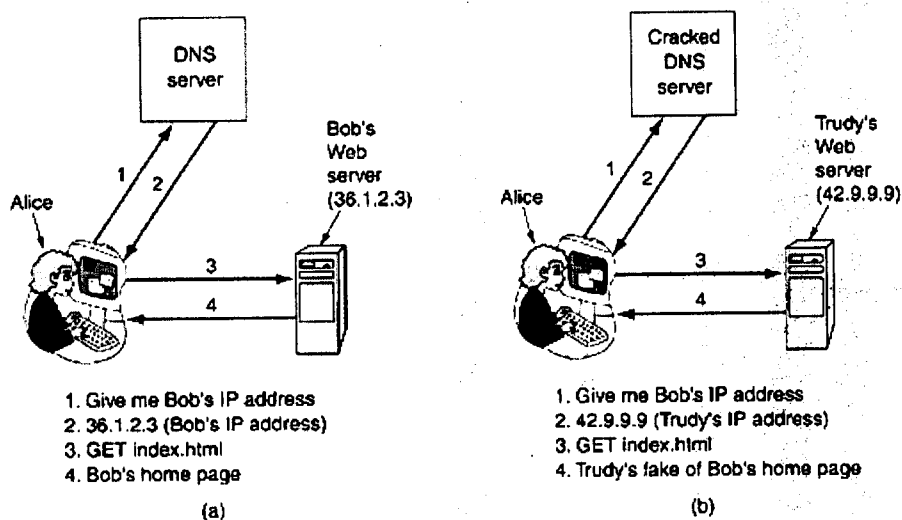 DNS
server
1
2
Alice
Bob's
Web
server
(36.1.2.3)
3
4
1. Give me Bob's IP address
2. 36.1.2.3 (Bob's IP address)
3. GET index.html
4. Bob's home page
(a)
Cracked
DNS
server
1
2
Alice
Trudy's
Web
server
(42.9.9.9)
3
4
1. Give me Bob's IP address
2. 42.9.9.9 (Trudy's IP address)
3. GET index.html
4. Trudy's fake of Bob's home page
(b)